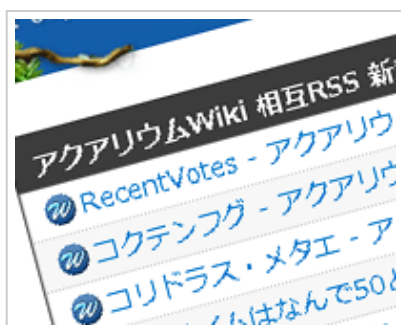 アクアリウムWiki 相互RSS 新
RecentVotes - アクアリウ
コクテンフグ - アクアリウ
コリドラス・メタエ - ア
イムはなんで50